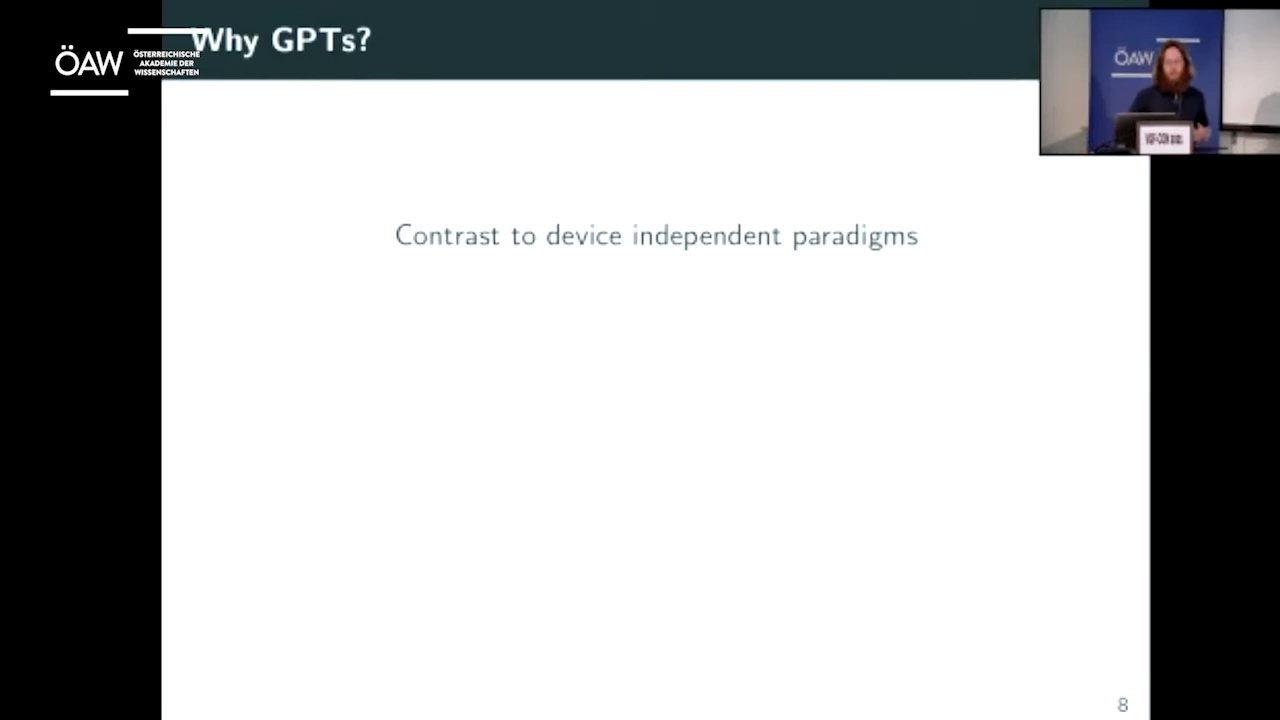 Why GPTs?
ÖAW
ÖSTERREICHISCHE
AKADEMIE DER
WISSENSCHAFTEN
ÖAW
Contrast to device independent paradigms
8